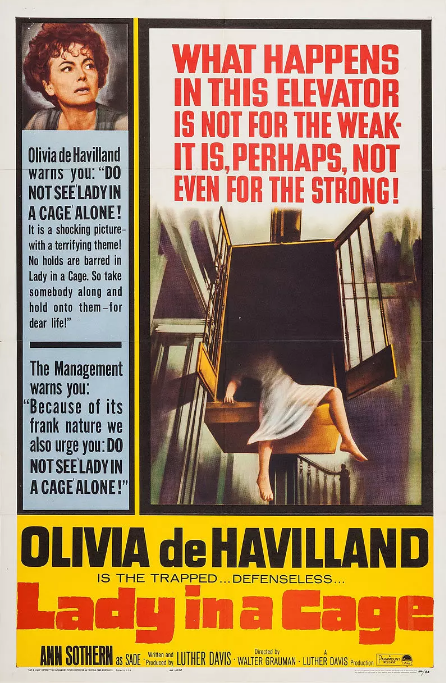 WHAT HAPPENS
IN THIS ELEVATOR
IS NOT FOR THE WEAK-
IT IS, PERHAPS, NOT
EVEN FOR THE STRONG!
Olivia de Havilland
warns you: "DO
NOT SEE LADY IN
A CAGE ALONE!
It is a shocking picture–
with a terrifying theme!
No holds are barred in
Lady in a Cage. So take
somebody along and
hold onto them–for
dear life!"
The Management
warns you:
"Because of its
frank nature we
also urge you: DO
NOT SEE LADY IN
A CAGE ALONE!"
OLIVIA de HAVILLAND
IS THE TRAPPED...DEFENSELESS...
Lady in a Cage
ANN SOTHERN as SADE · Written and Produced by LUTHER DAVIS · Directed by WALTER GRAUMAN · A LUTHER DAVIS Production